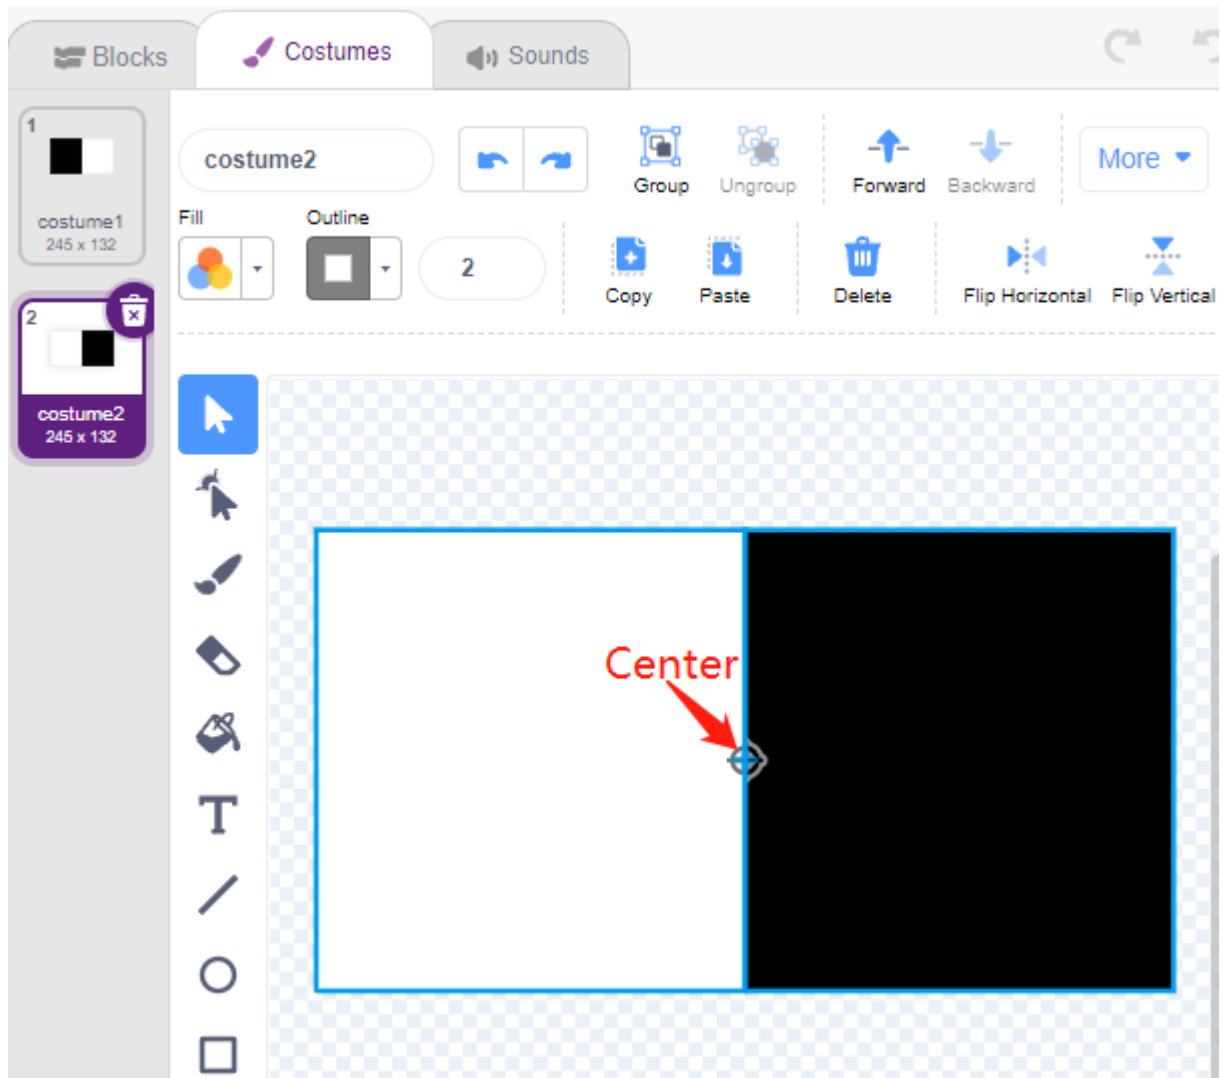 Blocks
Costumes
Sounds
1
costume1
245 x 132
2
costume2
245 x 132
costume2
Group
Ungroup
Forward
Backward
More
Fill
Outline
2
Copy
Paste
Delete
Flip Horizontal
Flip Vertical
T
Center